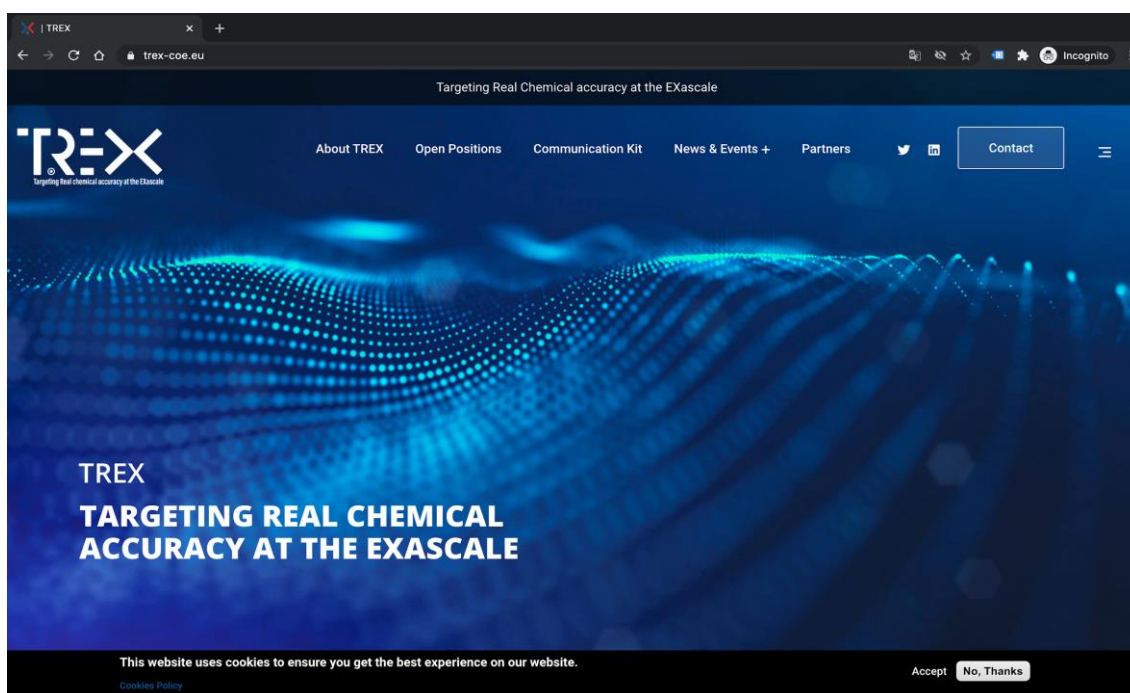 | TREX
trex-coe.eu
Incognito
Targeting Real Chemical accuracy at the EXascale
TREX
Targeting Real chemical accuracy at the EXascale
About TREX
Open Positions
Communication Kit
News & Events +
Partners
in
Contact
TREX
TARGETING REAL CHEMICAL
ACCURACY AT THE EXASCALE
This website uses cookies to ensure you get the best experience on our website.
Cookies Policy
Accept
No, Thanks